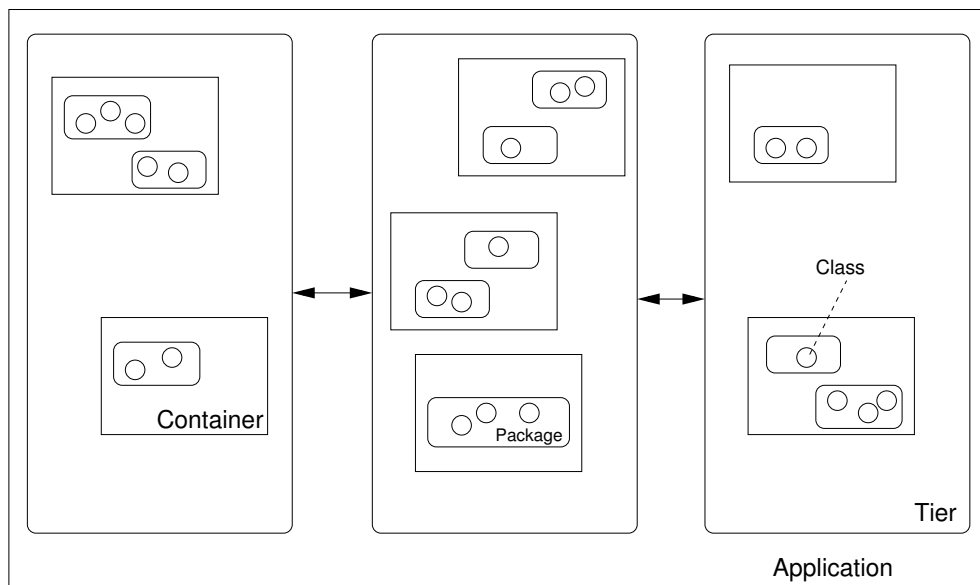 Class
Container
Package
Tier
Application